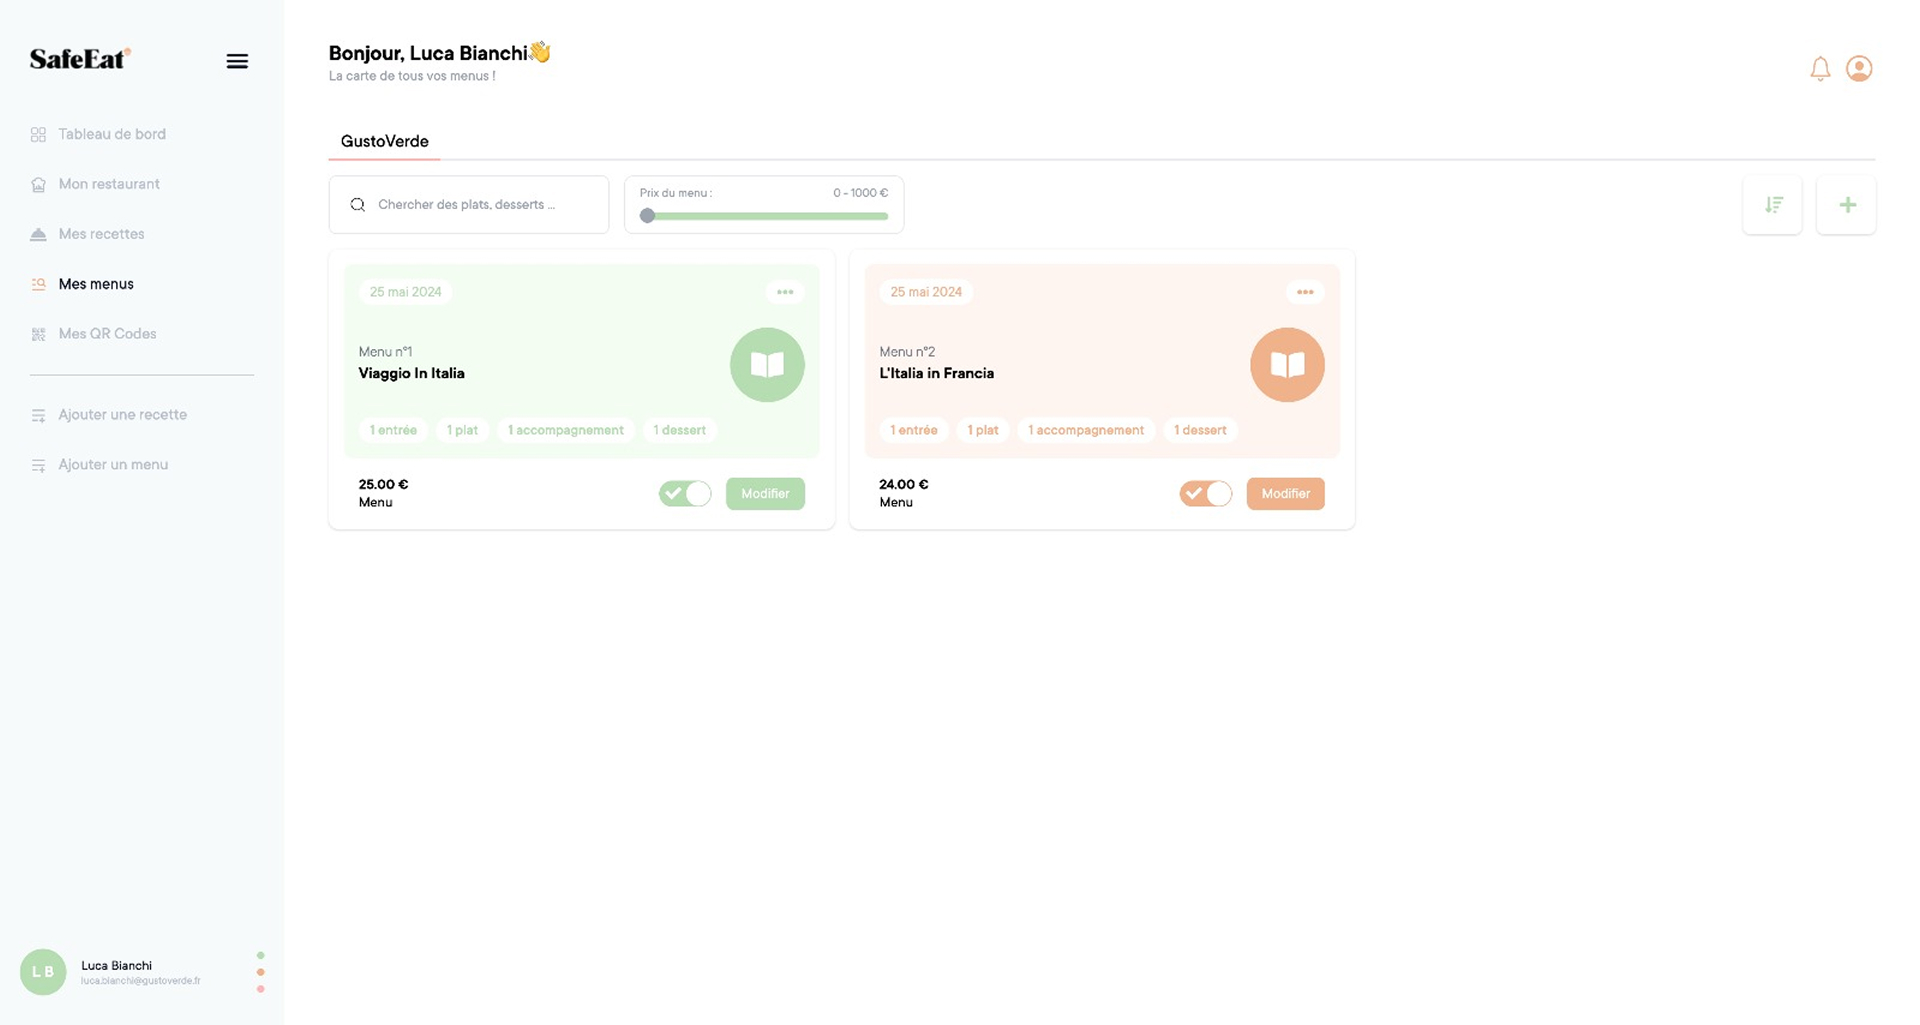 SafeEat
Tableau de bord
Mon restaurant
Mes recettes
Mes menus
Mes QR Codes
Ajouter une recette
Ajouter un menu
L B
Luca Bianchi
luca.bianchi@gustoverde.fr
Bonjour, Luca Bianchi👋
La carte de tous vos menus !
GustoVerde
Chercher des plats, desserts ...
Prix du menu : 0 - 1000 €
25 mai 2024
Menu n°1
Viaggio In Italia
1 entrée 1 plat 1 accompagnement 1 dessert
25.00 €
Menu
Modifier
25 mai 2024
Menu n°2
L'Italia in Francia
1 entrée 1 plat 1 accompagnement 1 dessert
24.00 €
Menu
Modifier